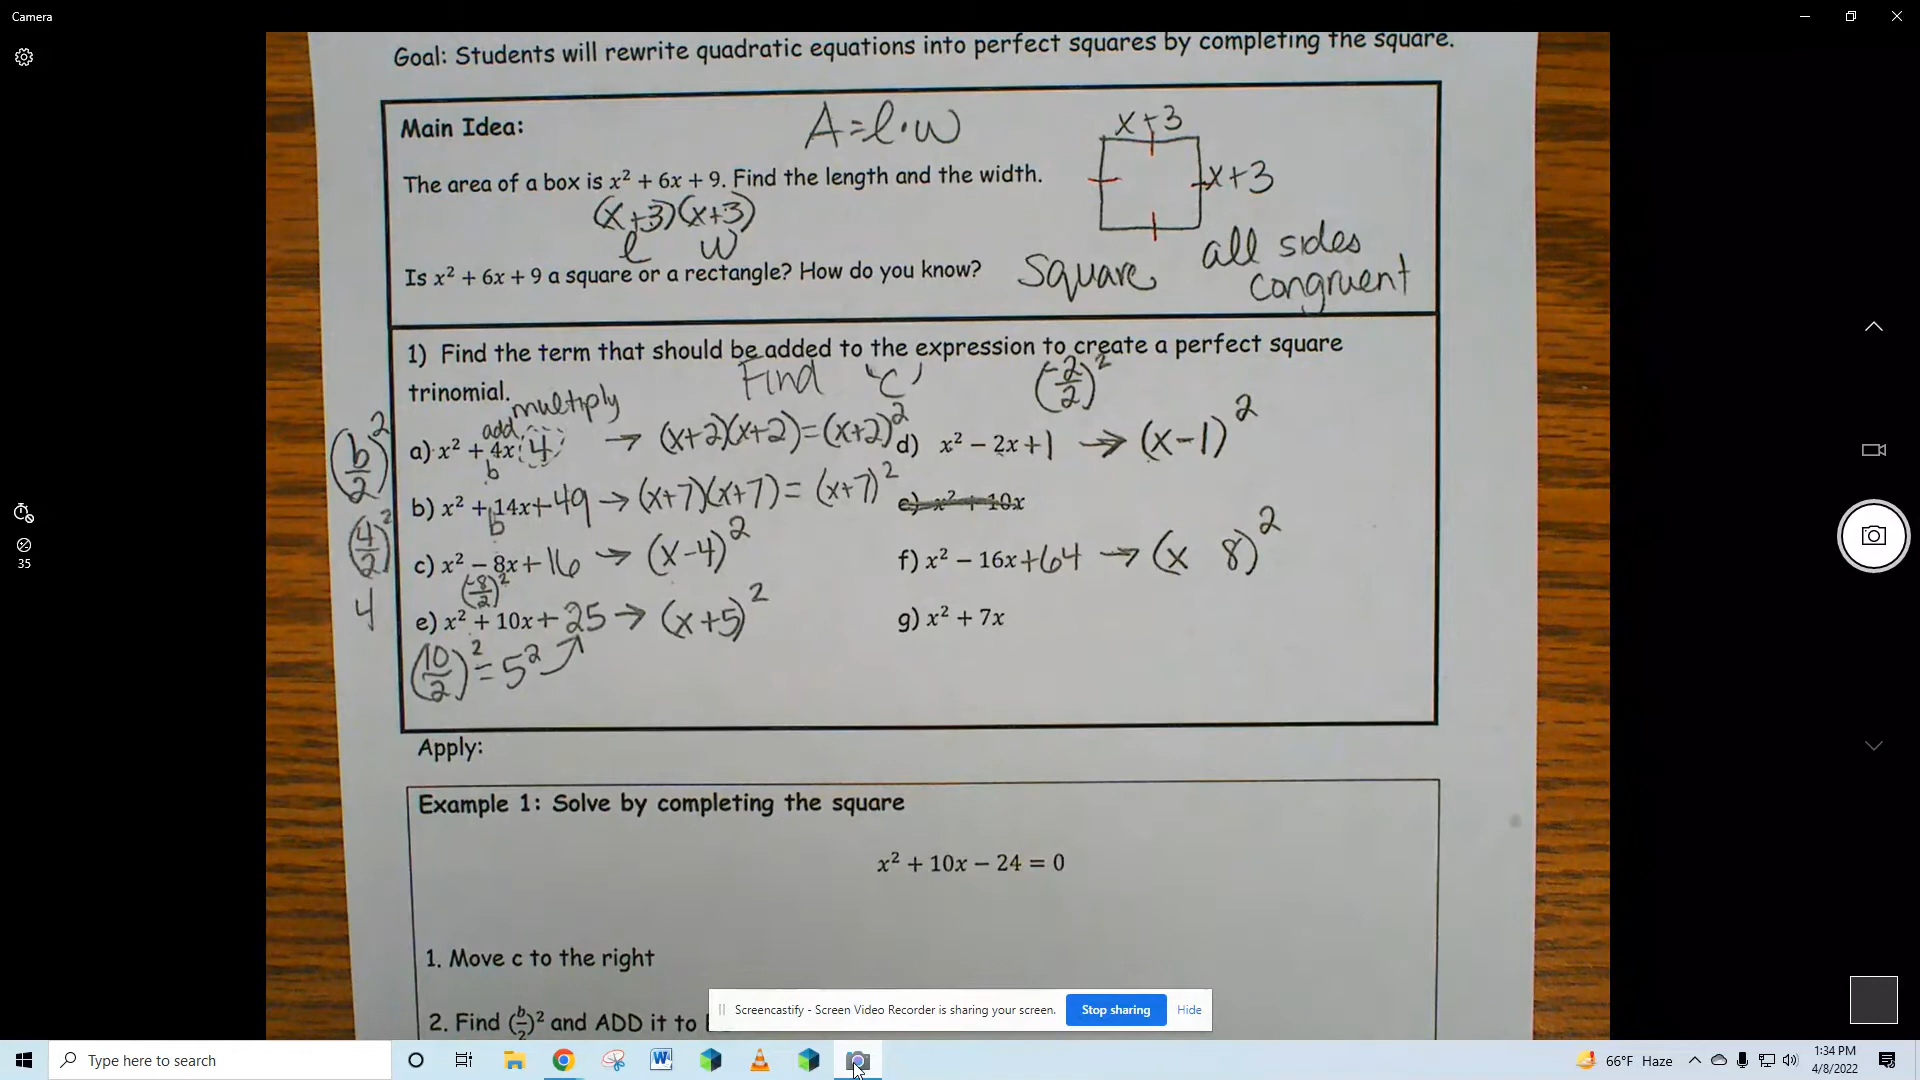 Camera
Goal: Students will rewrite quadratic equations into perfect squares by completing the square.
Main Idea:
A = l · w
x+3
The area of a box is x² + 6x + 9. Find the length and the width.
x+3
(x+3)(x+3)
l w
all sides
congruent
Is x² + 6x + 9 a square or a rectangle? How do you know?
Square
1) Find the term that should be added to the expression to create a perfect square
trinomial.
Find "C"
(-2/2)²
multiply
add
(b/2)²
a) x² + 4x + 4 → (x+2)(x+2) = (x+2)²
b
d) x² − 2x + 1 → (x−1)²
b) x² + 14x + 49 → (x+7)(x+7) = (x+7)²
b
e) x² + 10x
(4/2)²
c) x² − 8x + 16 → (x−4)²
(-8/2)²
f) x² − 16x + 64 → (x 8)²
4
e) x² + 10x + 25 → (x+5)²
g) x² + 7x
(10/2)² = 5²
Apply:
Example 1: Solve by completing the square
x² + 10x − 24 = 0
1. Move c to the right
2. Find (b/2)² and ADD it to
35
Screencastify - Screen Video Recorder is sharing your screen.
Stop sharing
Hide
Type here to search
66°F Haze
1:34 PM
4/8/2022